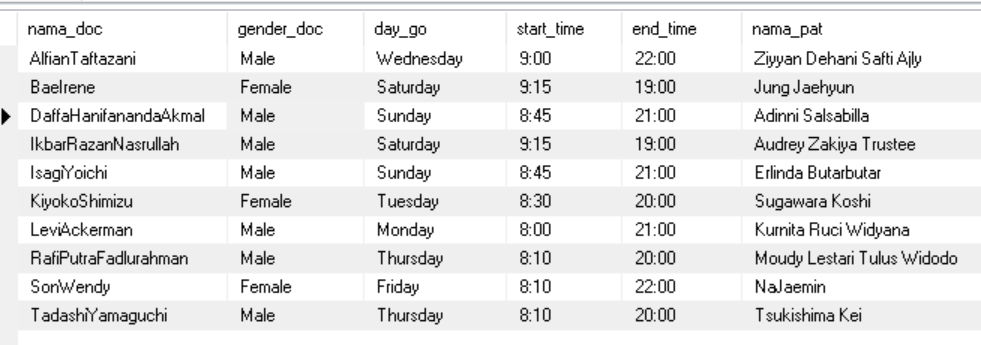 nama_doc gender_doc day_go start_time end_time nama_pat
AlfianTaftazani Male Wednesday 9:00 22:00 Ziyyan Dehani Safti Ajly
BaeIrene Female Saturday 9:15 19:00 Jung Jaehyun
DaffaHanifanandaAkmal Male Sunday 8:45 21:00 Adinni Salsabilla
IkbarRazanNasrullah Male Saturday 9:15 19:00 Audrey Zakiya Trustee
IsagiYoichi Male Sunday 8:45 21:00 Erlinda Butarbutar
KiyokoShimizu Female Tuesday 8:30 20:00 Sugawara Koshi
LeviAckerman Male Monday 8:00 21:00 Kurnita Ruci Widyana
RafiPutraFadlurahman Male Thursday 8:10 20:00 Moudy Lestari Tulus Widodo
SonWendy Female Friday 8:10 22:00 NaJaemin
TadashiYamaguchi Male Thursday 8:10 20:00 Tsukishima Kei